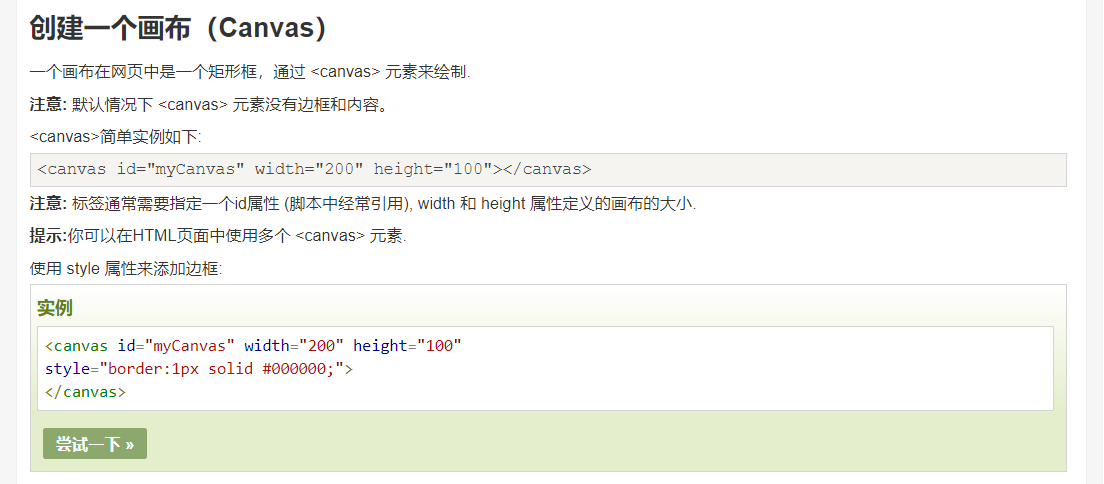 创建一个画布（Canvas）
一个画布在网页中是一个矩形框，通过 <canvas> 元素来绘制.
注意: 默认情况下 <canvas> 元素没有边框和内容。
<canvas>简单实例如下:
<canvas id="myCanvas" width="200" height="100"></canvas>
注意: 标签通常需要指定一个id属性 (脚本中经常引用), width 和 height 属性定义的画布的大小.
提示:你可以在HTML页面中使用多个 <canvas> 元素.
使用 style 属性来添加边框:
实例
<canvas id="myCanvas" width="200" height="100"
style="border:1px solid #000000;">
</canvas>
尝试一下 »